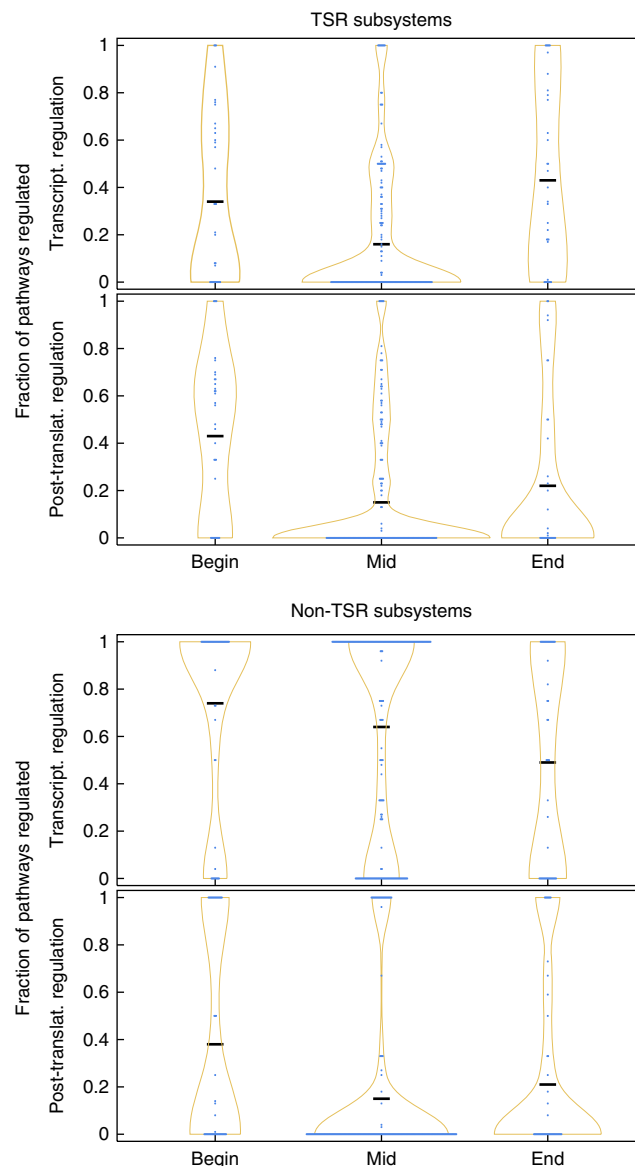 TSR subsystems
Fraction of pathways regulated
Transcript. regulation
1
0.8
0.6
0.4
0.2
0
Post-translat. regulation
1
0.8
0.6
0.4
0.2
0
Begin Mid End
Non-TSR subsystems
Fraction of pathways regulated
Transcript. regulation
1
0.8
0.6
0.4
0.2
0
Post-translat. regulation
1
0.8
0.6
0.4
0.2
0
Begin Mid End